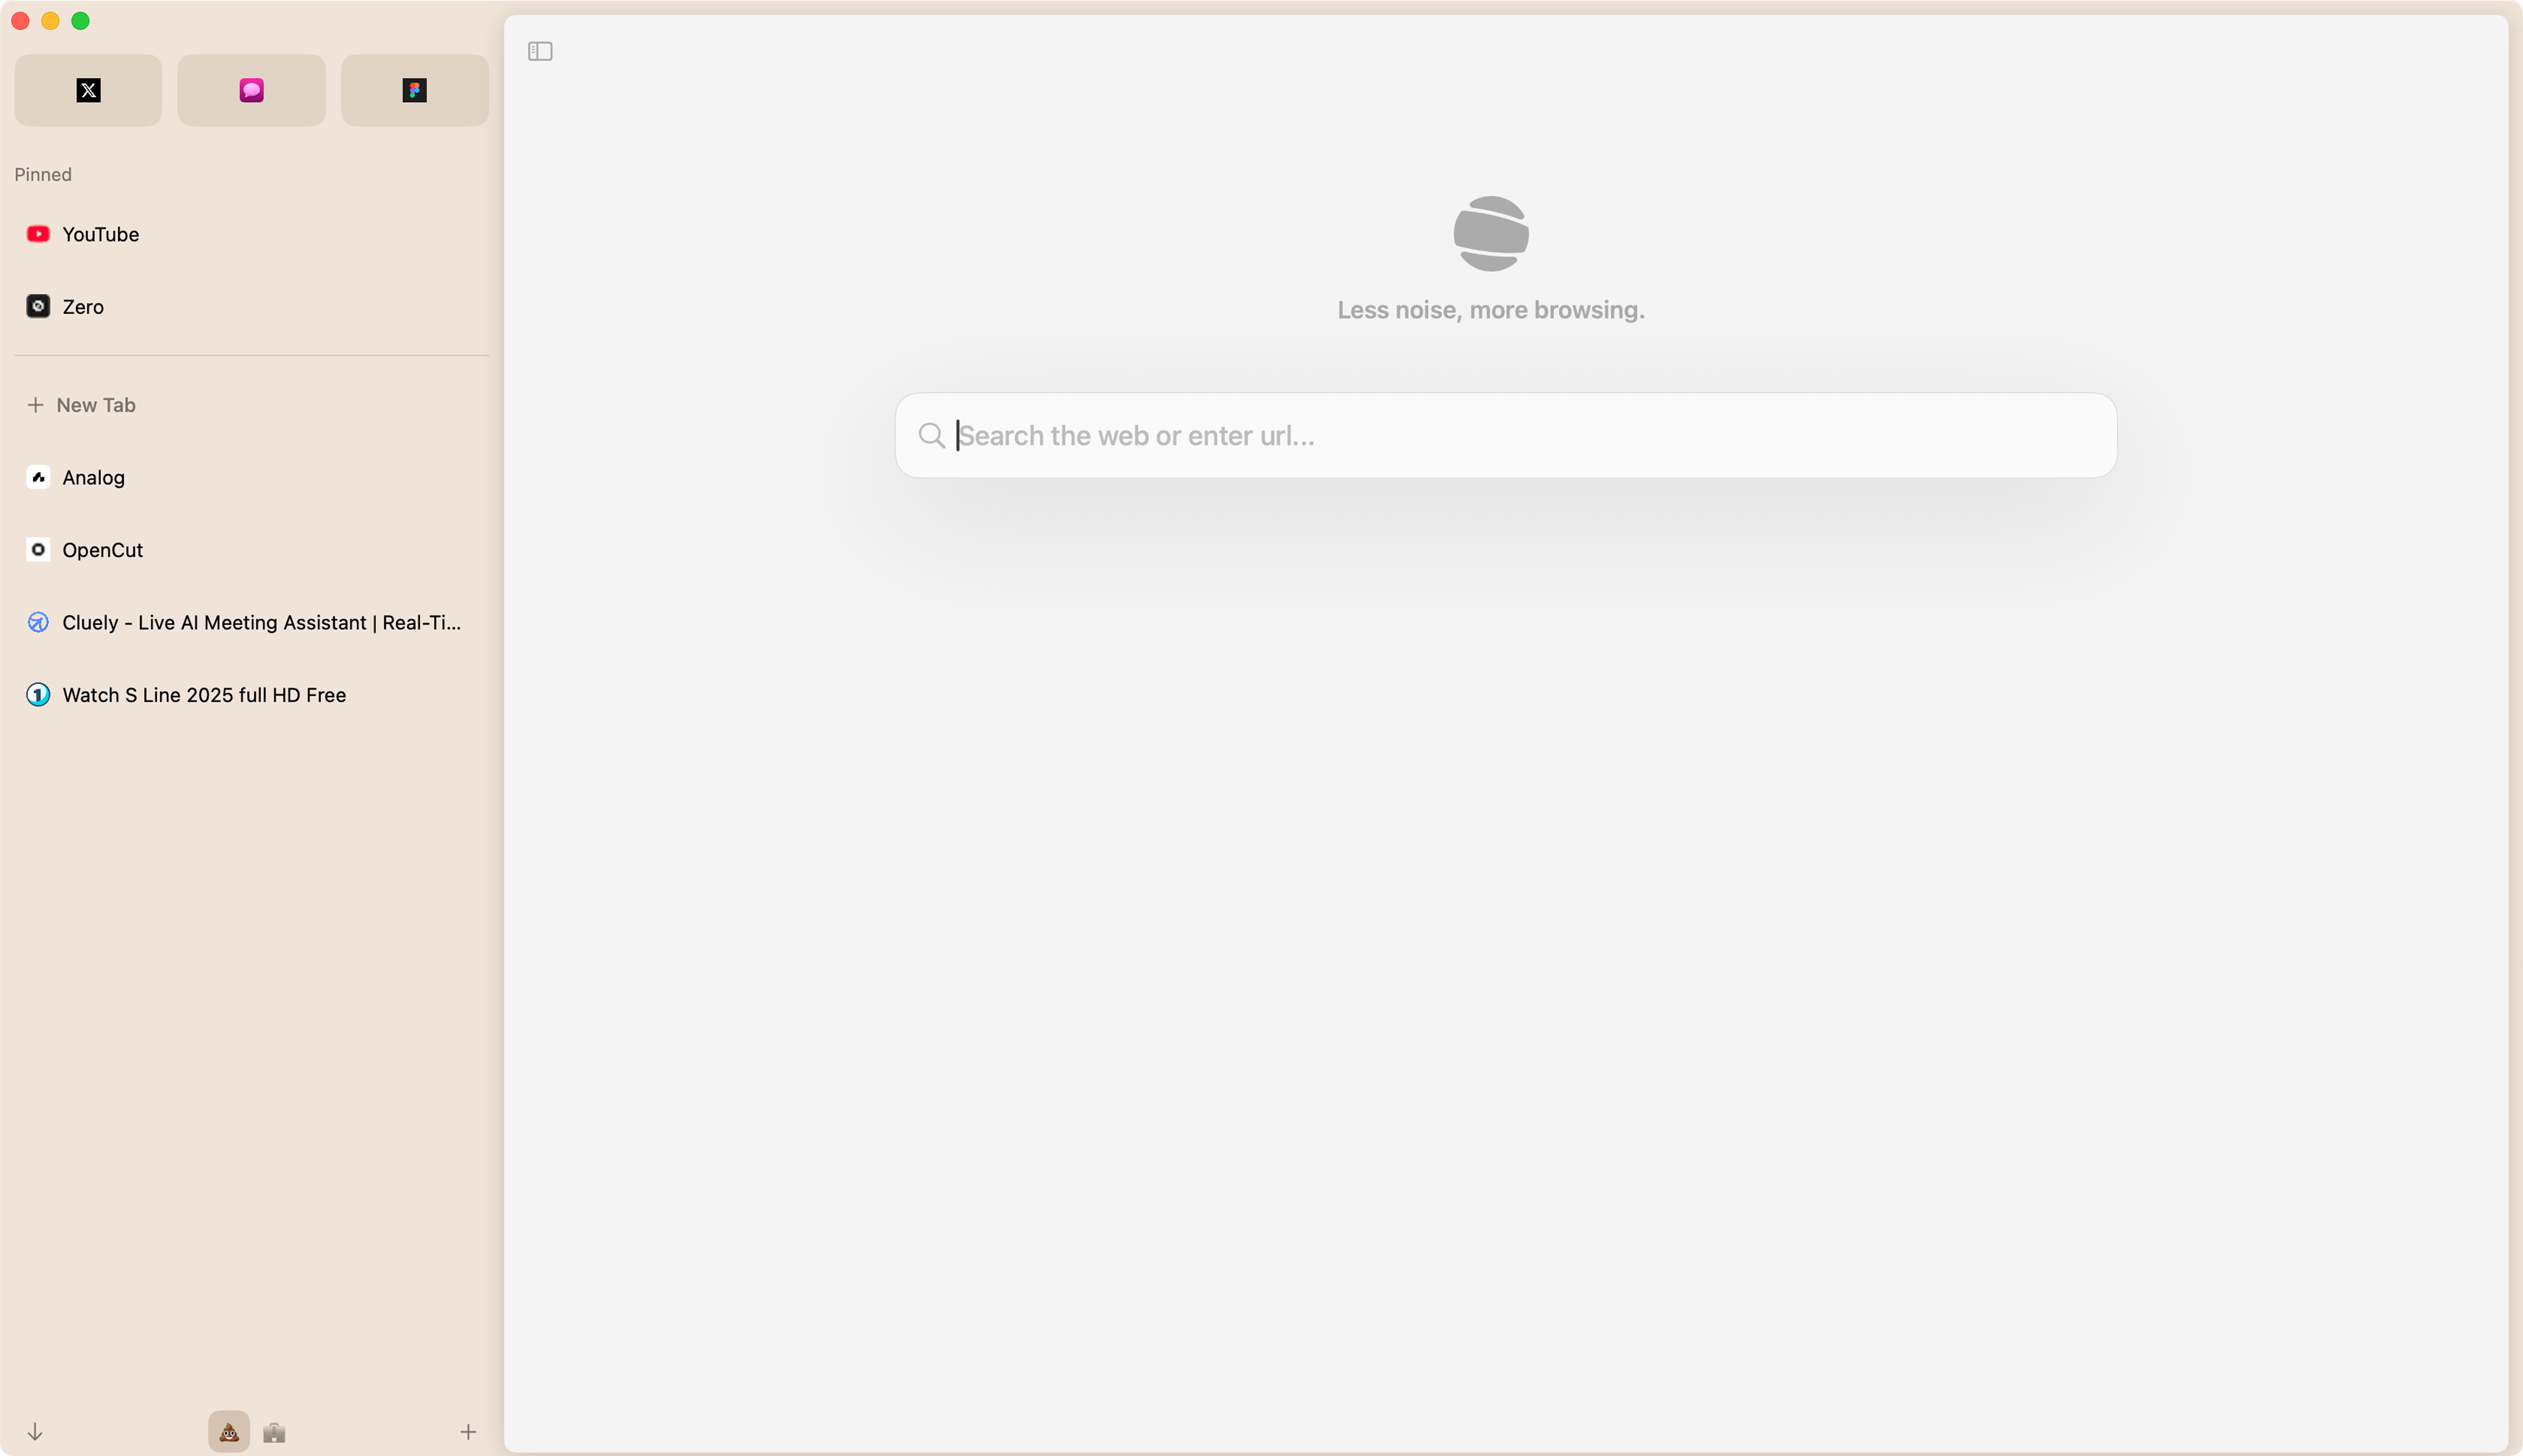 Pinned
YouTube
Zero
New Tab
Analog
OpenCut
Cluely - Live AI Meeting Assistant | Real-Ti...
Watch S Line 2025 full HD Free
Less noise, more browsing.
Search the web or enter url...